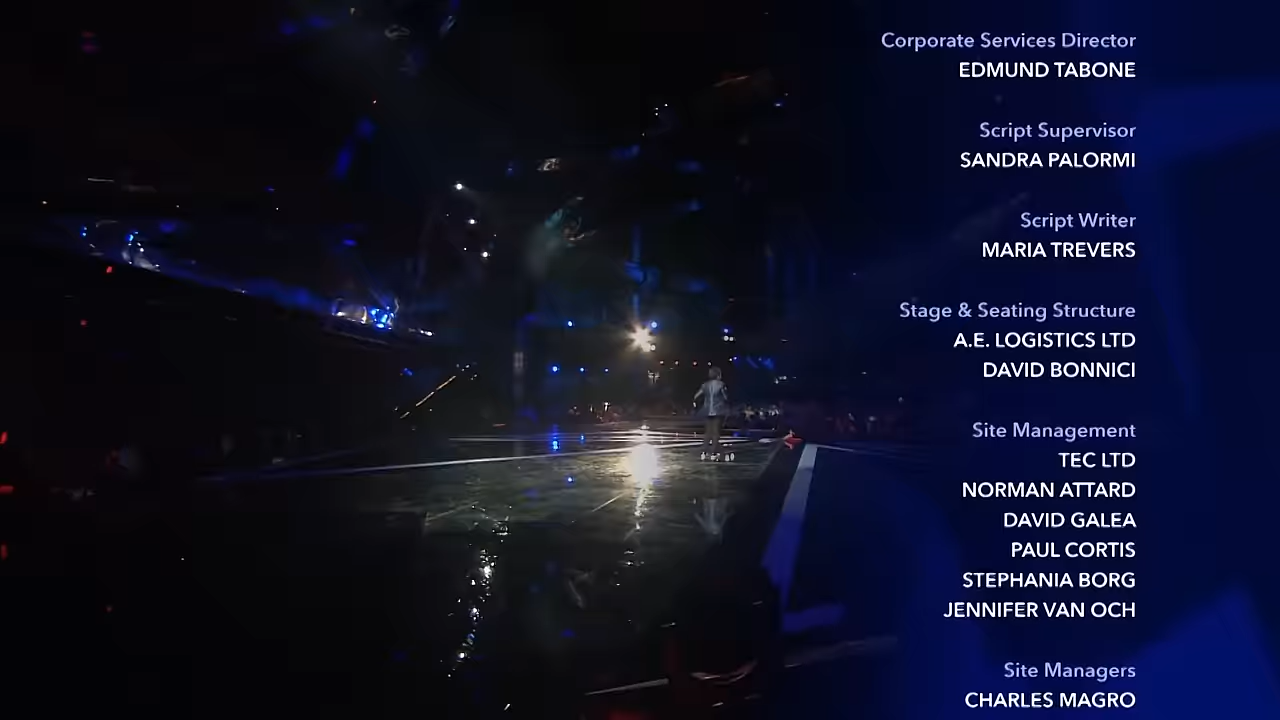 Corporate Services Director
EDMUND TABONE
Script Supervisor
SANDRA PALORMI
Script Writer
MARIA TREVERS
Stage & Seating Structure
A.E. LOGISTICS LTD
DAVID BONNICI
Site Management
TEC LTD
NORMAN ATTARD
DAVID GALEA
PAUL CORTIS
STEPHANIA BORG
JENNIFER VAN OCH
Site Managers
CHARLES MAGRO